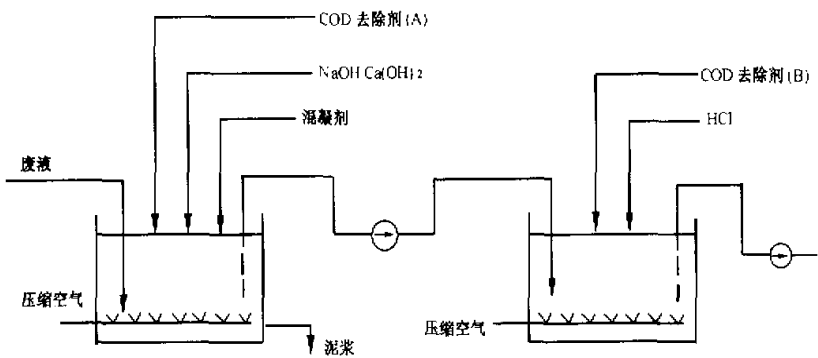 COD 去除剂(A)
NaOH Ca(OH)2
混凝剂
废液
压缩空气
泥浆
COD 去除剂(B)
HCl
压缩空气